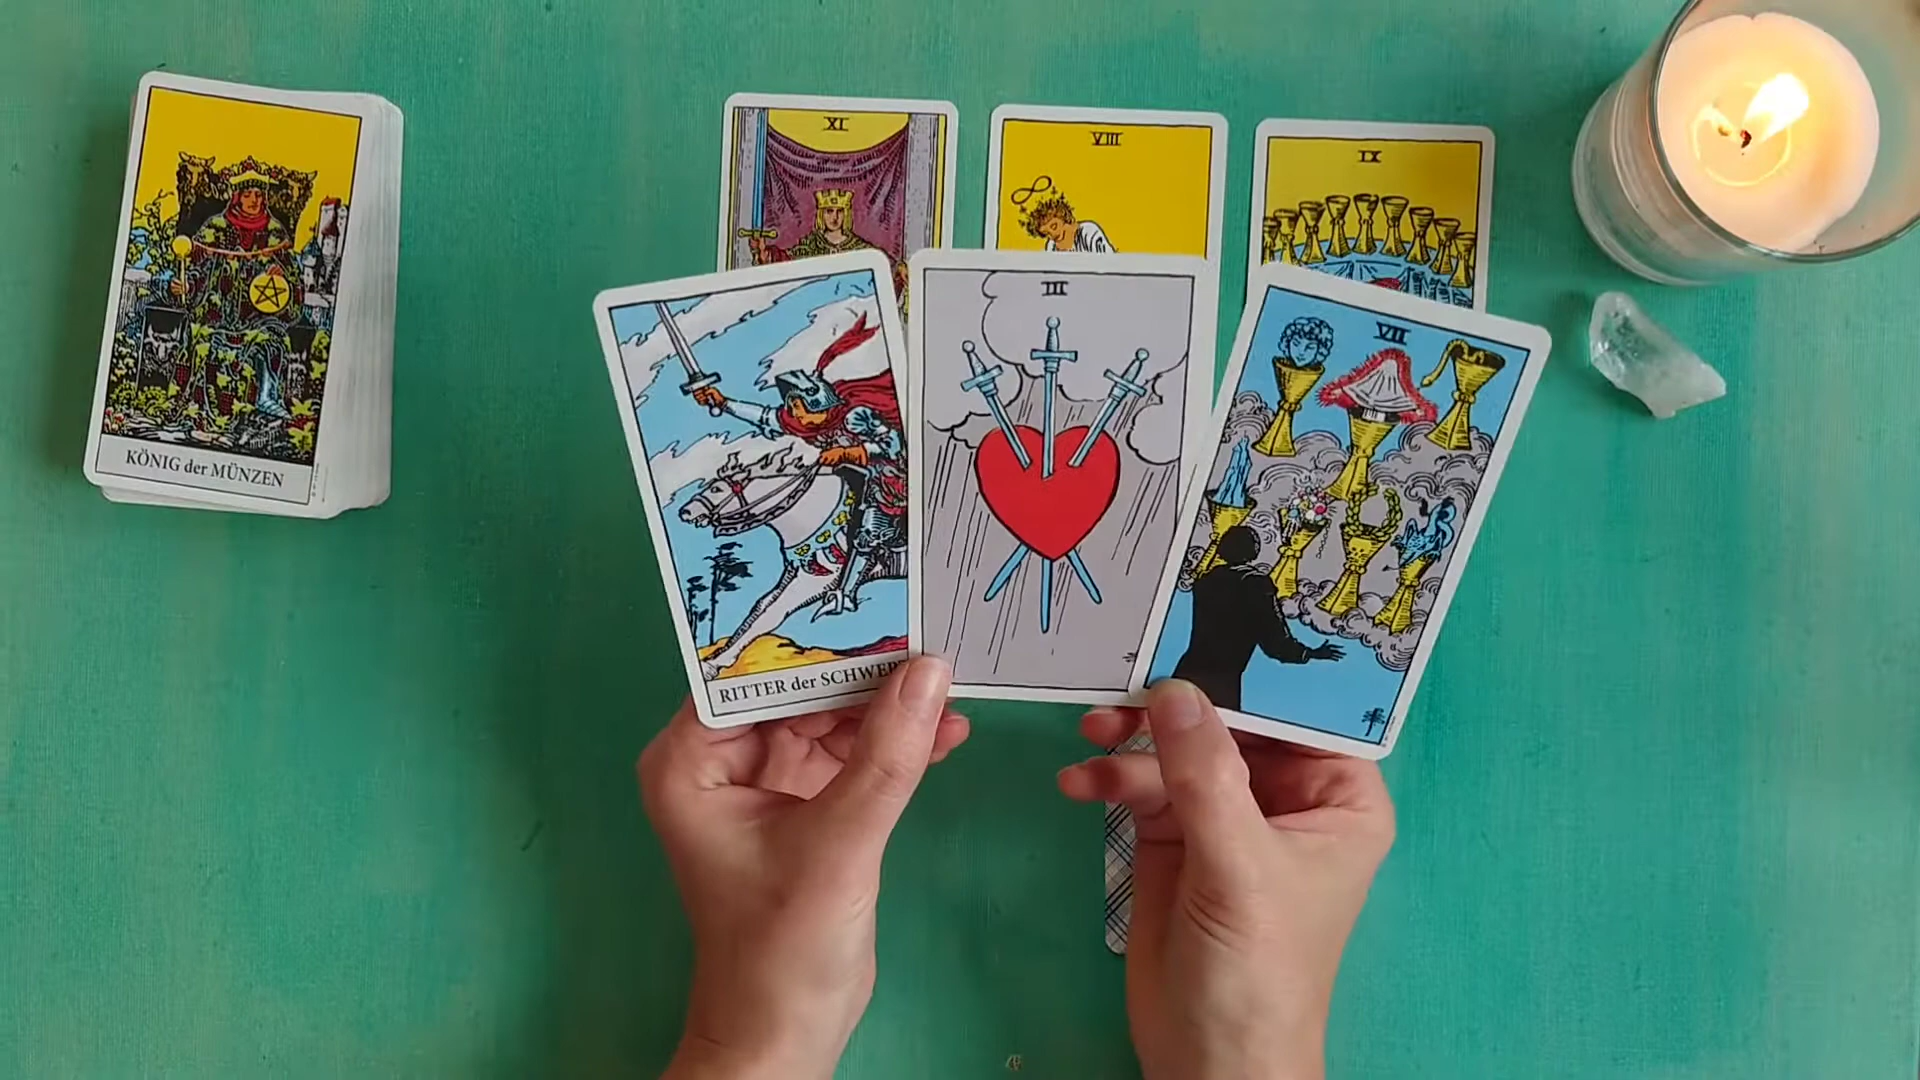 XI
VIII
IX
III
VII
KÖNIG der MÜNZEN
RITTER der SCHWER